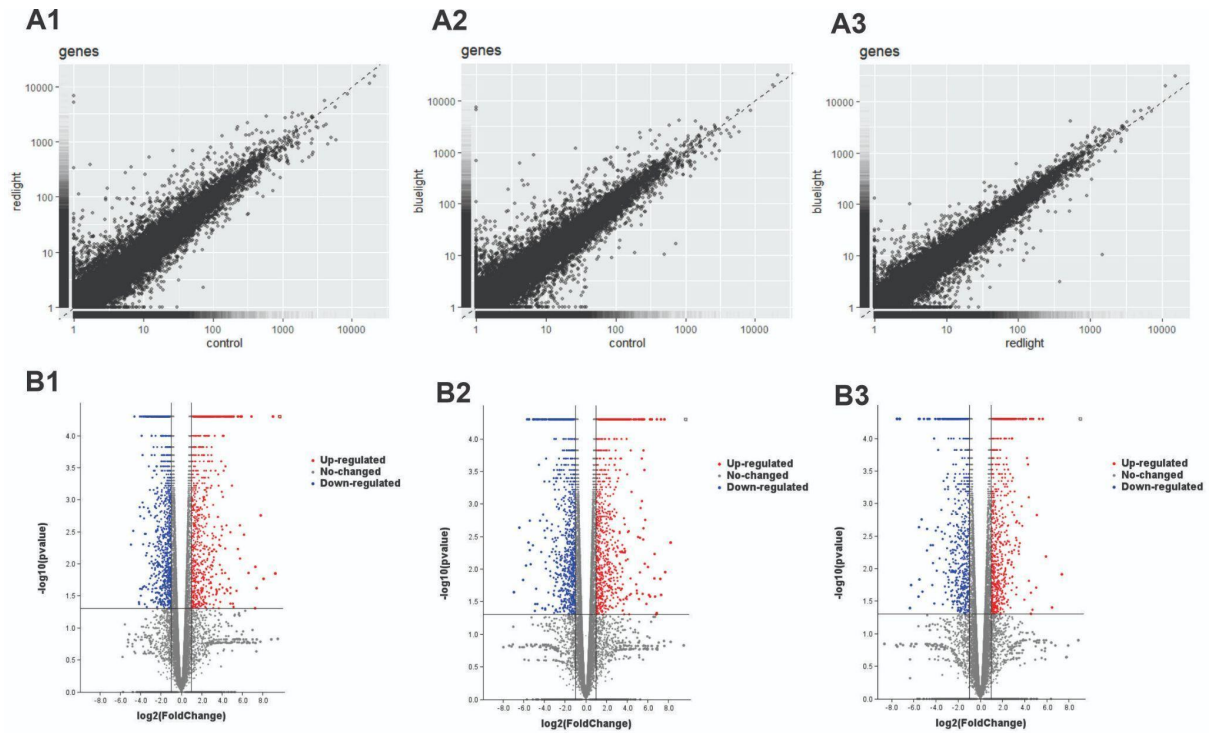 A1
A2
A3
genes
genes
genes
10000
1000
100
10
1
redlight
1
10
100
1000
10000
control
10000
1000
100
10
1
bluelight
1
10
100
1000
10000
control
10000
1000
100
10
1
bluelight
1
10
100
1000
10000
redlight
B1
B2
B3
4.0
3.5
3.0
2.5
2.0
1.5
1.0
0.5
0.0
-log10(pvalue)
Up-regulated
No-changed
Down-regulated
-8.0 -6.0 -4.0 -2.0 0.0 2.0 4.0 6.0 8.0
log2(FoldChange)
4.0
3.5
3.0
2.5
2.0
1.5
1.0
0.5
0.0
-log10(pvalue)
Up-regulated
No-changed
Down-regulated
-8.0 -6.0 -4.0 -2.0 0.0 2.0 4.0 6.0 8.0
log2(FoldChange)
4.0
3.5
3.0
2.5
2.0
1.5
1.0
0.5
0.0
-log10(pvalue)
Up-regulated
No-changed
Down-regulated
-8.0 -6.0 -4.0 -2.0 0.0 2.0 4.0 6.0 8.0
log2(FoldChange)